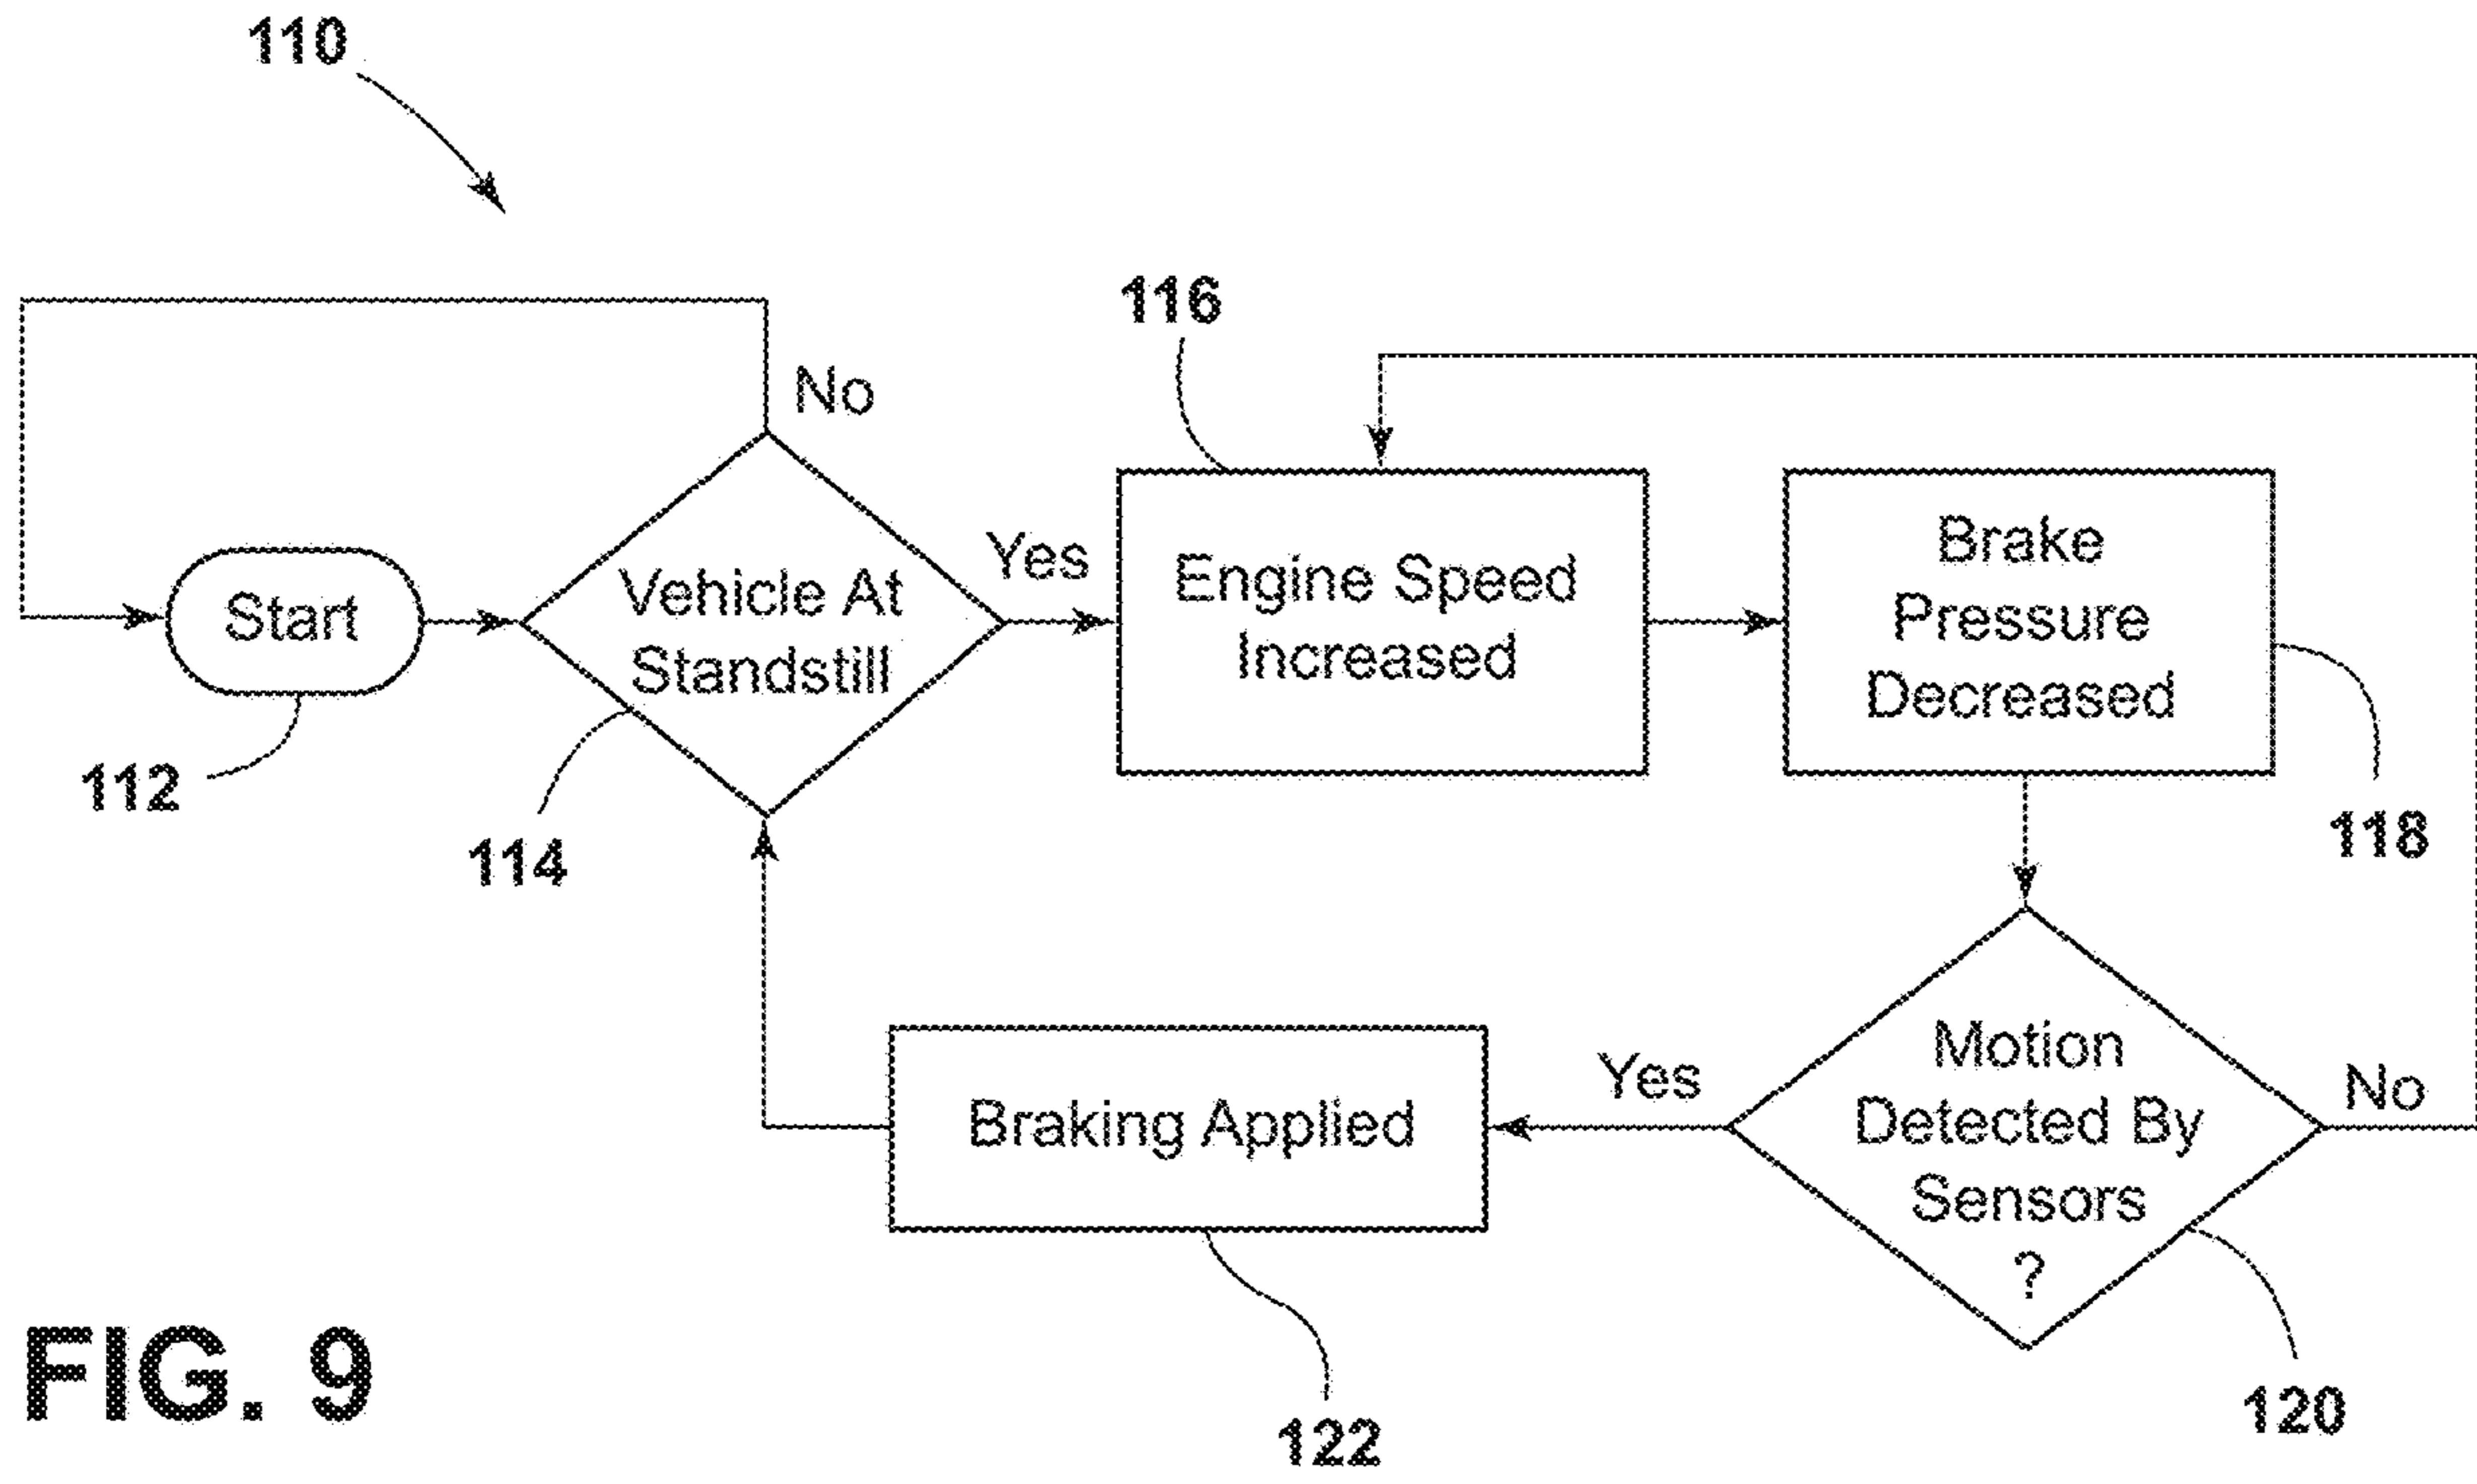 110
116
No
Yes
Start
Vehicle At
Standstill
Engine Speed
Increased
Brake
Pressure
Decreased
112
114
118
Braking Applied
Yes
Motion
Detected By
Sensors
?
No
122
120
FIG. 9